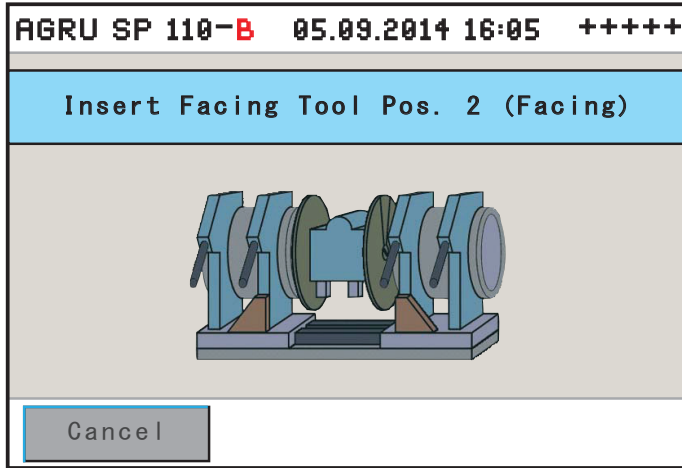 AGRU SP 110-B 05.09.2014 16:05 +++++
Insert Facing Tool Pos. 2 (Facing)
Cancel